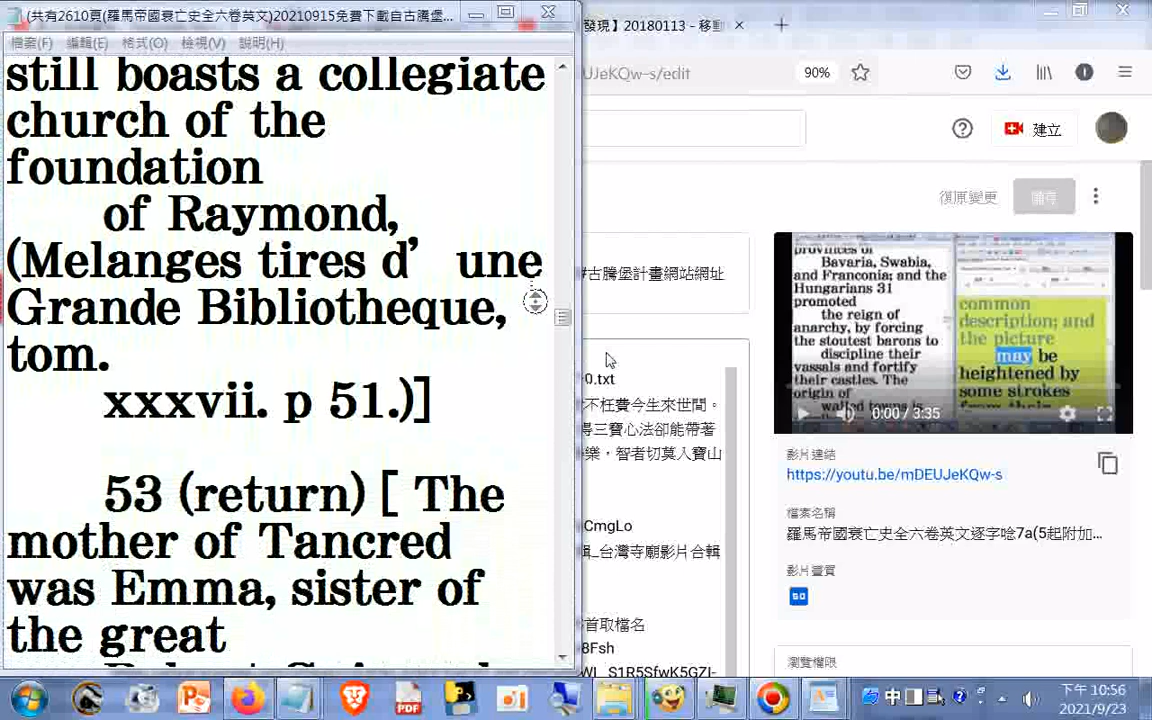 (共有2610頁(羅馬帝國衰亡史全六卷英文)20210915免費下載自古騰堡...
檔案(F) 編輯(E) 格式(O) 檢視(V) 說明(H)
still boasts a collegiate
church of the
foundation
of Raymond,
(Melanges tires d’ une
Grande Bibliotheque,
tom.
xxxvii. p 51.)]
53 (return) [ The
mother of Tancred
was Emma, sister of
the great
發現】20180113 - 移動
UJeKQw-s/edit
90%
建立
復原變更
儲存
#古騰堡計畫網站網址
0.txt
不枉費今生來世間。
得三寶心法卻能帶著
樂，智者切莫入寶山
CmgLo
輯_台灣寺廟影片合輯
首取檔名
8Fsh
WI_S1R5SfwK5GZI-
provinces of
Bavaria, Swabia,
and Franconia; and the
Hungarians 31
promoted
the reign of
anarchy, by forcing
the stoutest barons to
discipline their
vassals and fortify
their castles. The
origin of
walled towns is
common
description; and
the picture
may be
heightened by
some strokes
from their
0:00 / 3:35
影片連結
https://youtu.be/mDEUJeKQw-s
檔案名稱
羅馬帝國衰亡史全六卷英文逐字唸7a(5起附加...
影片畫質
瀏覽權限
中
下午 10:56
2021/9/23